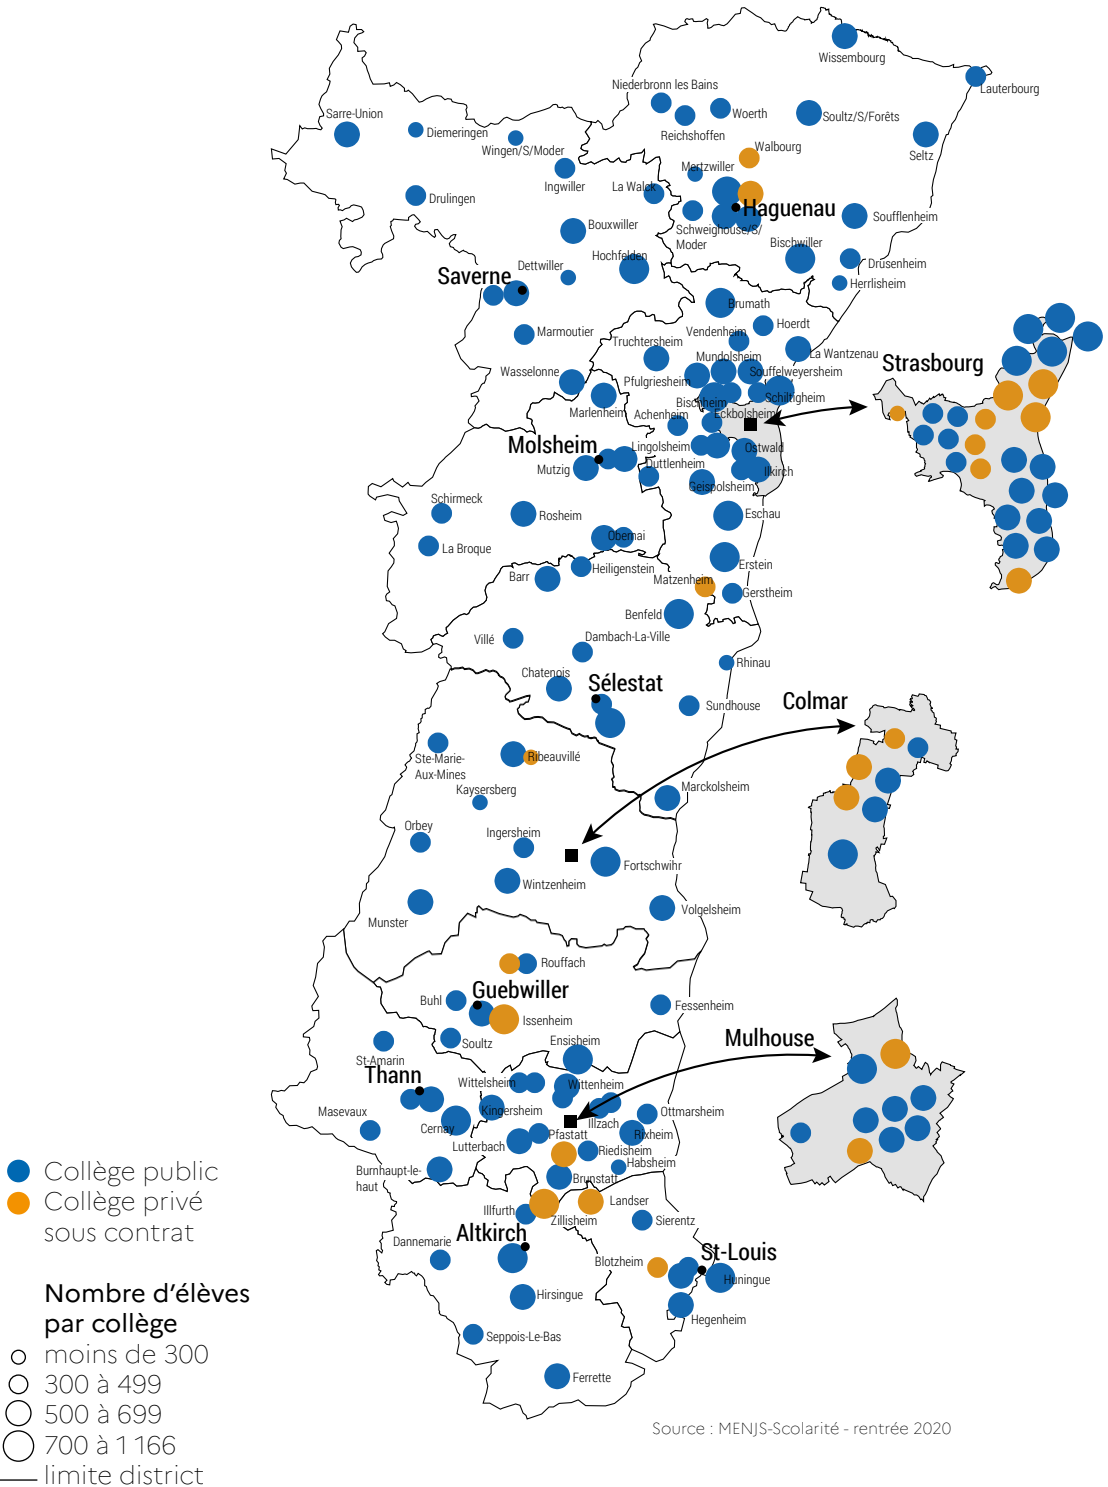 Wissembourg
Lauterbourg
Niederbronn les Bains
Woerth
Soultz/S/Forêts
Reichshoffen
Seltz
Sarre-Union
Diemeringen
Wingen/S/Moder
Walbourg
Mertzwiller
Ingwiller
La Walck
Drulingen
Haguenau
Soufflenheim
Bouxwiller
Schweighouse/S/
Moder
Bischwiller
Hochfelden
Dettwiller
Drusenheim
Saverne
Herrlisheim
Brumath
Hoerdt
Marmoutier
Vendenheim
Truchtersheim
La Wantzenau
Mundolsheim
Strasbourg
Wasselonne
Souffelweyersheim
Pfulgriesheim
Schiltigheim
Bischheim
Marlenheim
Achenheim
Eckbolsheim
Molsheim
Lingolsheim
Ostwald
Mutzig
Duttlenheim
Illkirch
Geispolsheim
Schirmeck
Rosheim
Eschau
Obernai
La Broque
Erstein
Heiligenstein
Barr
Matzenheim
Gerstheim
Benfeld
Villé
Dambach-La-Ville
Rhinau
Chatenois
Sélestat
Colmar
Sundhouse
Ste-Marie-
Aux-Mines
Ribeauvillé
Kaysersberg
Marckolsheim
Orbey
Ingersheim
Fortschwihr
Wintzenheim
Volgelsheim
Munster
Rouffach
Guebwiller
Buhl
Fessenheim
Issenheim
Mulhouse
Soultz
Ensisheim
St-Amarin
Thann
Wittelsheim
Wittenheim
Masevaux
Kingersheim
Ottmarsheim
Cernay
Illzach
Pfastatt
Rixheim
Lutterbach
Riedisheim
Habsheim
Burnhaupt-le-
haut
Brunstatt
Landser
Illfurth
Zillisheim
Sierentz
Altkirch
Dannemarie
St-Louis
Blotzheim
Huningue
Hirsingue
Hegenheim
Seppois-Le-Bas
Ferrette
Collège public
Collège privé
sous contrat
Nombre d'élèves
par collège
moins de 300
300 à 499
500 à 699
700 à 1 166
limite district
Source : MENJS-Scolarité - rentrée 2020